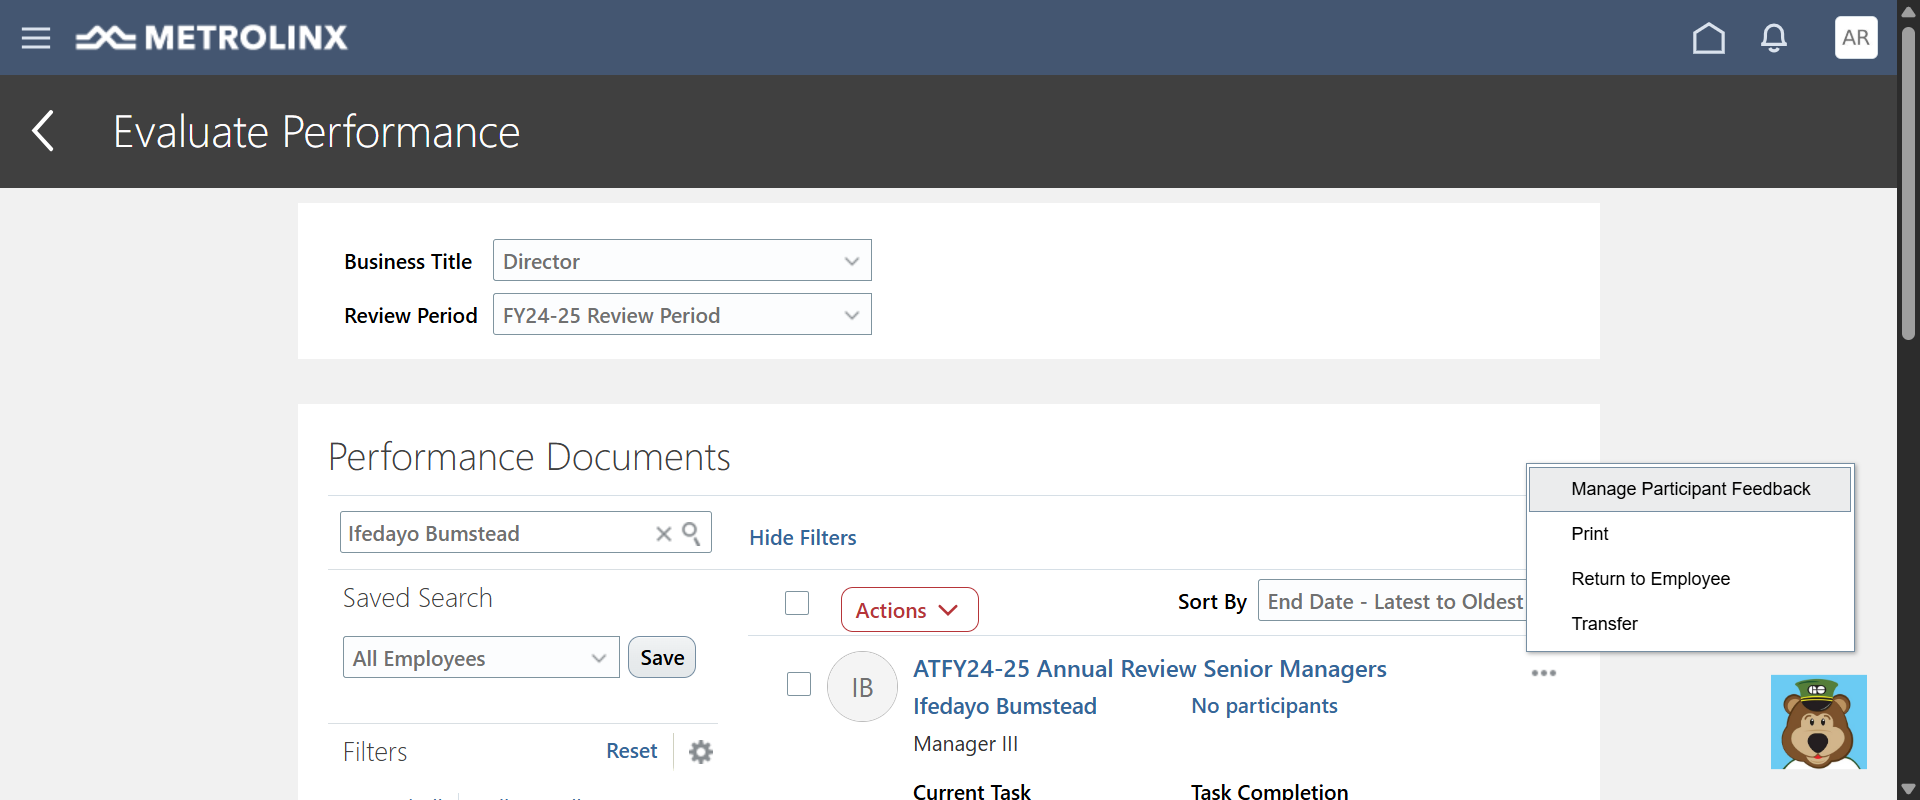 METROLINX
AR
Evaluate Performance
Business Title Director
Review Period FY24-25 Review Period
Performance Documents
Ifedayo Bumstead
Hide Filters
Manage Participant Feedback
Print
Return to Employee
Transfer
Saved Search
Actions
Sort By End Date - Latest to Oldest
All Employees
Save
IB
ATFY24-25 Annual Review Senior Managers
Ifedayo Bumstead
No participants
Manager III
Filters
Reset
Current Task
Task Completion
GO